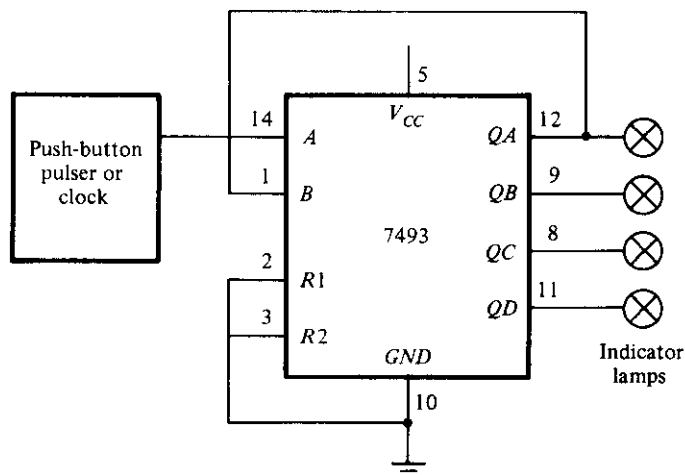 5
V_CC
14
A
12
QA
Push-button
pulser or
clock
1
B
9
QB
7493
8
QC
2
R1
11
QD
3
R2
GND
10
Indicator
lamps